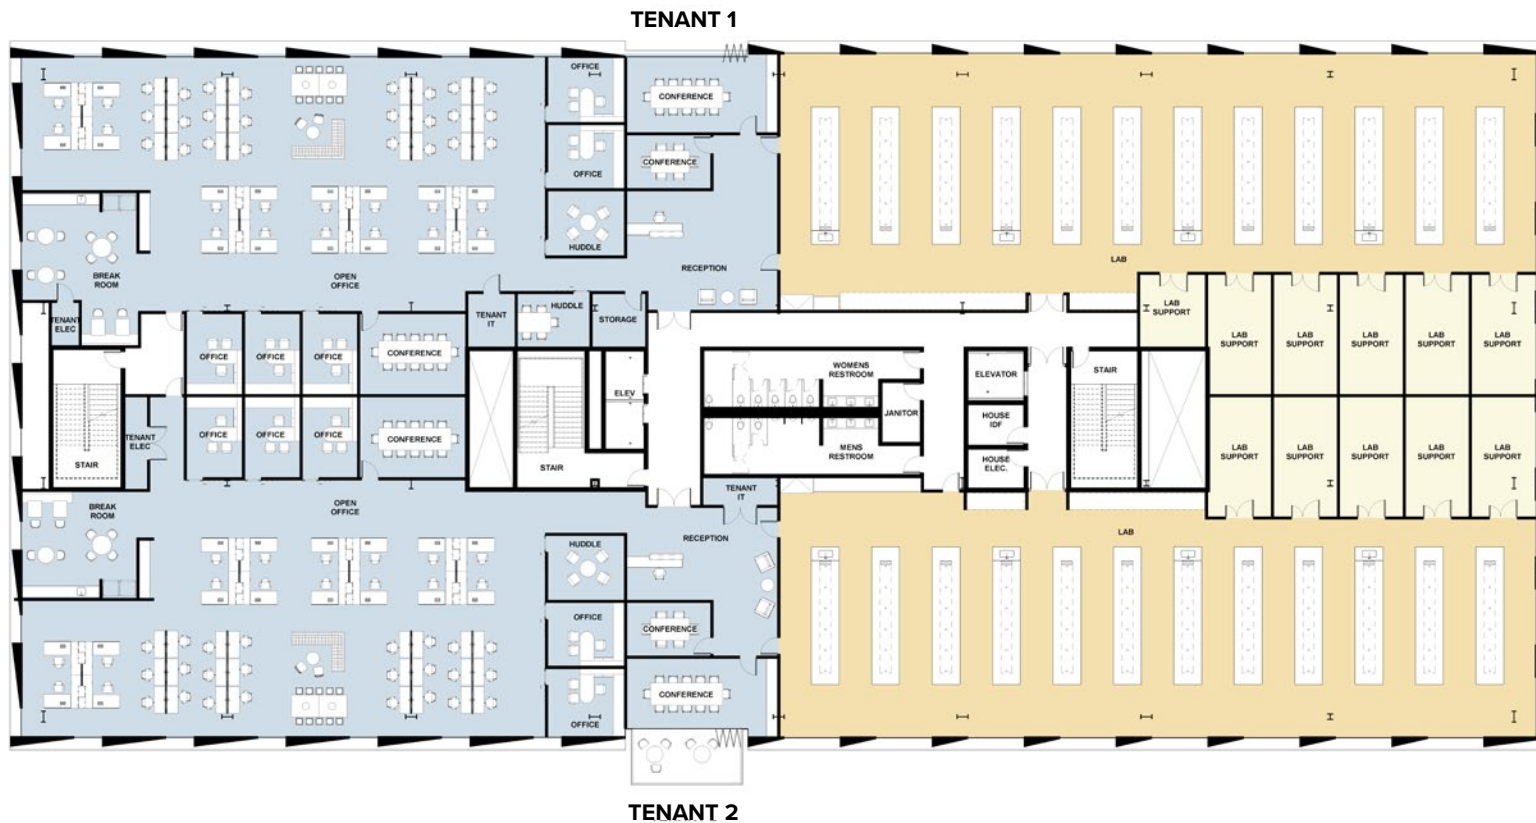 TENANT 1
OFFICE
CONFERENCE
CONFERENCE
OFFICE
HUDDLE
BREAK
ROOM
OPEN
OFFICE
RECEPTION
LAB
TENANT
ELEC
TENANT
IT
HUDDLE
STORAGE
LAB
SUPPORT
LAB
SUPPORT
LAB
SUPPORT
LAB
SUPPORT
LAB
SUPPORT
LAB
SUPPORT
OFFICE
OFFICE
OFFICE
CONFERENCE
ELEV
WOMENS
RESTROOM
ELEVATOR
STAIR
JANITOR
HOUSE
IDF
TENANT
ELEC
OFFICE
OFFICE
OFFICE
CONFERENCE
STAIR
STAIR
MENS
RESTROOM
HOUSE
ELEC.
LAB
SUPPORT
LAB
SUPPORT
LAB
SUPPORT
LAB
SUPPORT
LAB
SUPPORT
BREAK
ROOM
OPEN
OFFICE
TENANT
IT
RECEPTION
LAB
HUDDLE
OFFICE
CONFERENCE
CONFERENCE
OFFICE
TENANT 2